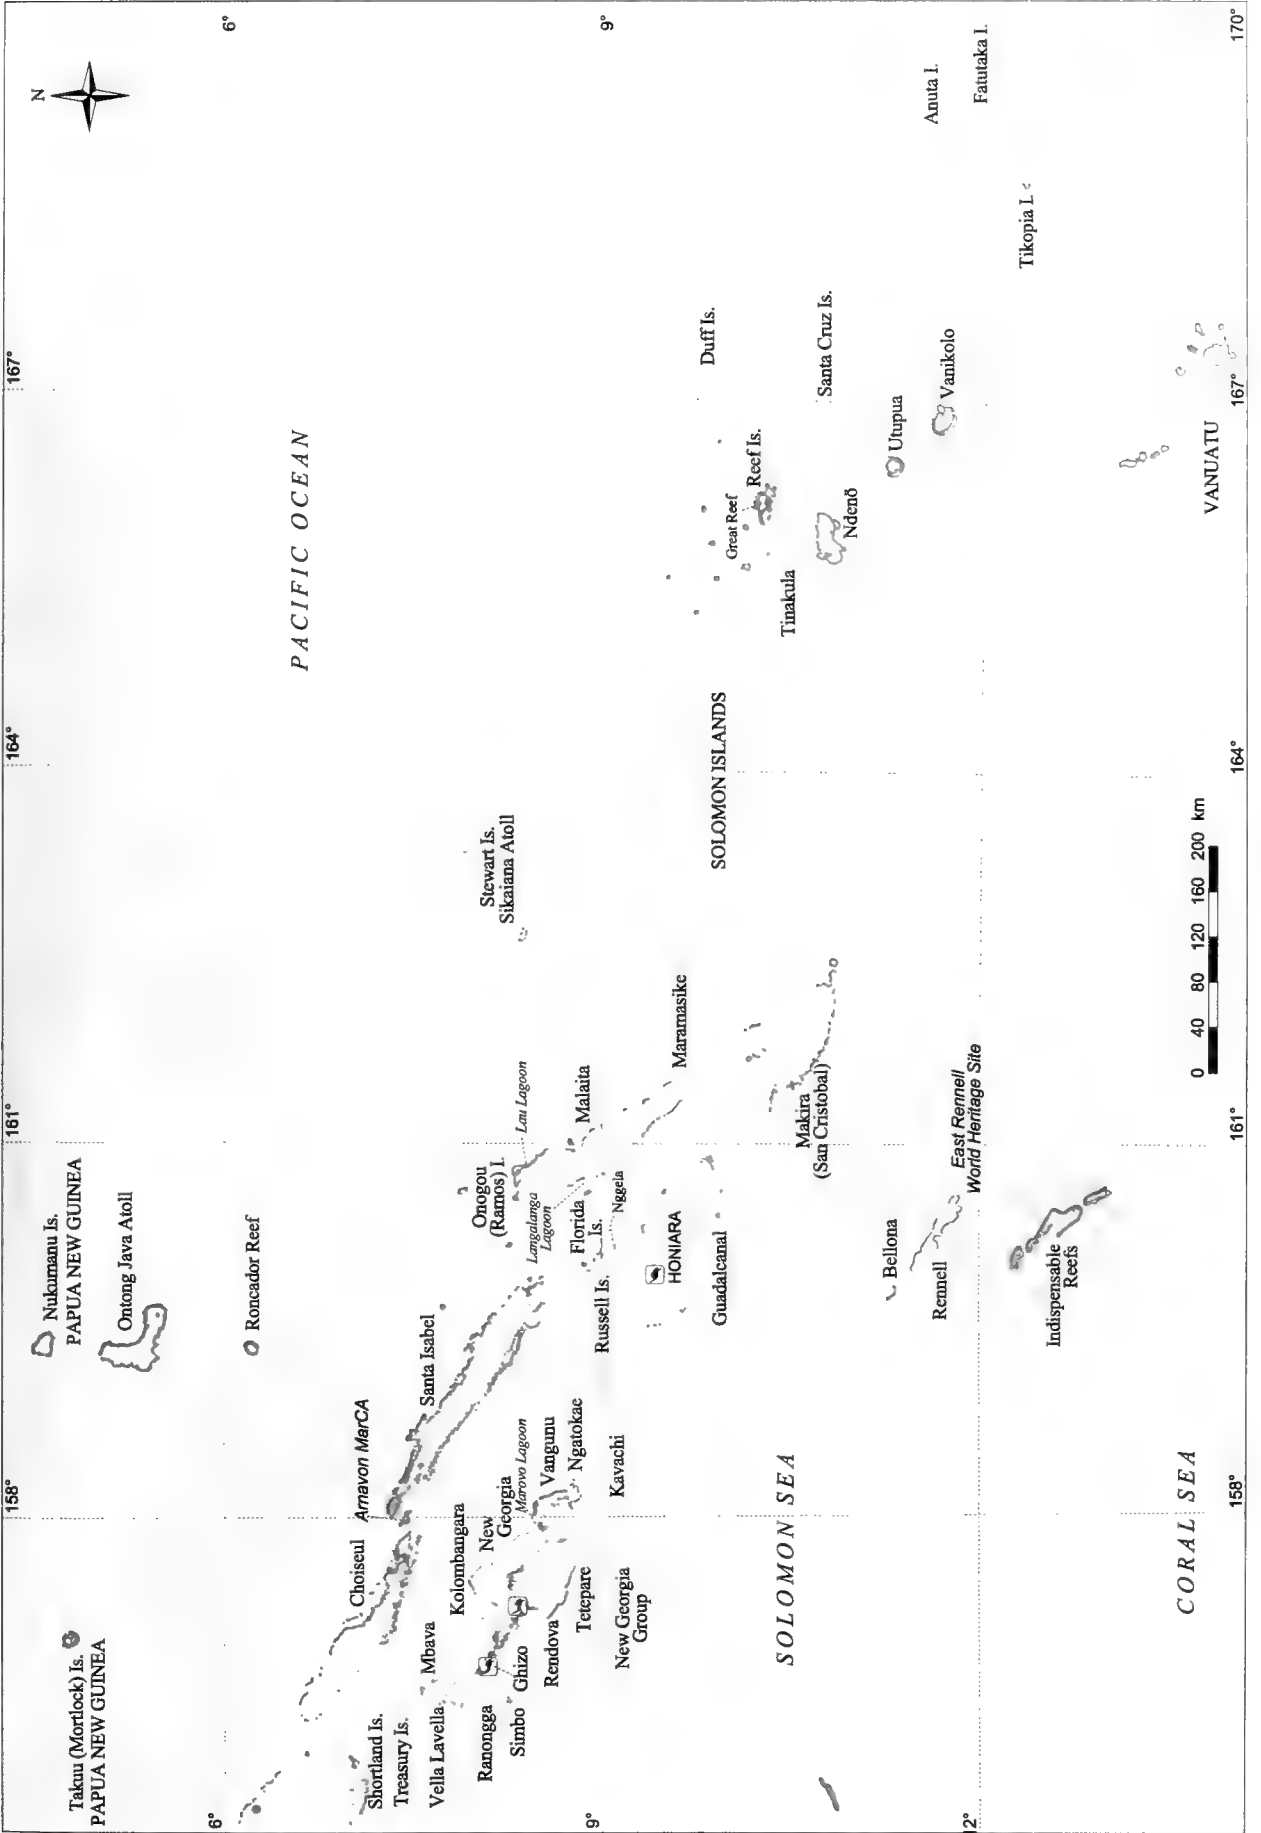 158°
161°
164°
167°
N
Takuu (Mortlock) Is.
PAPUA NEW GUINEA
Nukumanu Is.
PAPUA NEW GUINEA
Ontong Java Atoll
6°
6°
Roncador Reef
PACIFIC OCEAN
Choiseul
Arnavon MarCA
Santa Isabel
Shortland Is.
Treasury Is.
Mbava
Vella Lavella
Kolombangara
New
Georgia
Marovo Lagoon
Vangunu
Ngatokae
Ranongga
Simbo
Ghizo
Rendova
Tetepare
Kavachi
New Georgia
Group
Onogou
(Ramos) I.
Lau Lagoon
Langalanga
Lagoon
Malaita
Florida
Is.
Nggela
Russell Is.
Maramasike
Stewart Is.
Sikaiana Atoll
9°
9°
HONIARA
Guadalcanal
SOLOMON ISLANDS
Duff Is.
Great Reef
Reef Is.
Tinakula
Santa Cruz Is.
Ndenö
Utupua
Vanikolo
Anuta I.
Fatutaka I.
Tikopia I.
Makira
(San Cristobal)
SOLOMON SEA
Bellona
Rennell
East Rennell
World Heritage Site
12°
Indispensable
Reefs
CORAL SEA
0 40 80 120 160 200 km
VANUATU
158°
161°
164°
167°
170°